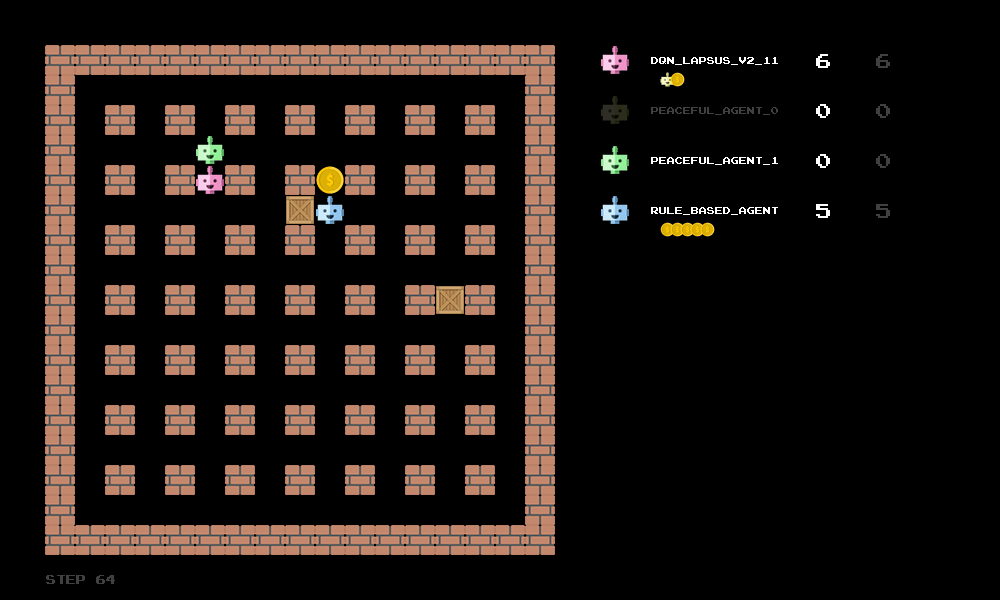 DQN_LAPSUS_V2_11 6 6
PEACEFUL_AGENT_0 0 0
PEACEFUL_AGENT_1 0 0
RULE_BASED_AGENT 5 5
STEP 64